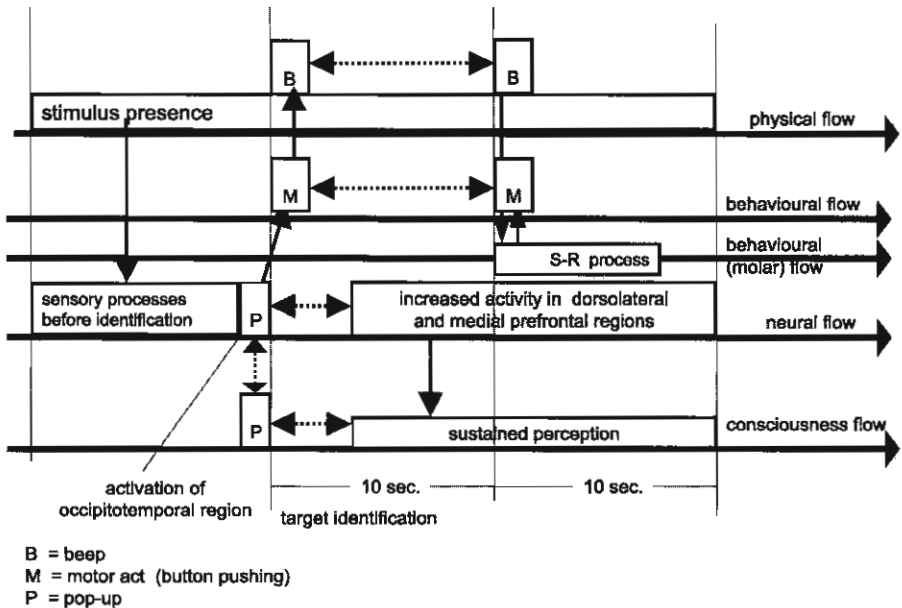 B
B
stimulus presence
physical flow
M
M
behavioural flow
S-R process
behavioural
(molar) flow
sensory processes
before identification
P
increased activity in dorsolateral
and medial prefrontal regions
neural flow
P
sustained perception
consciousness flow
activation of
occipitotemporal region
10 sec.
10 sec.
target identification
B = beep
M = motor act (button pushing)
P = pop-up